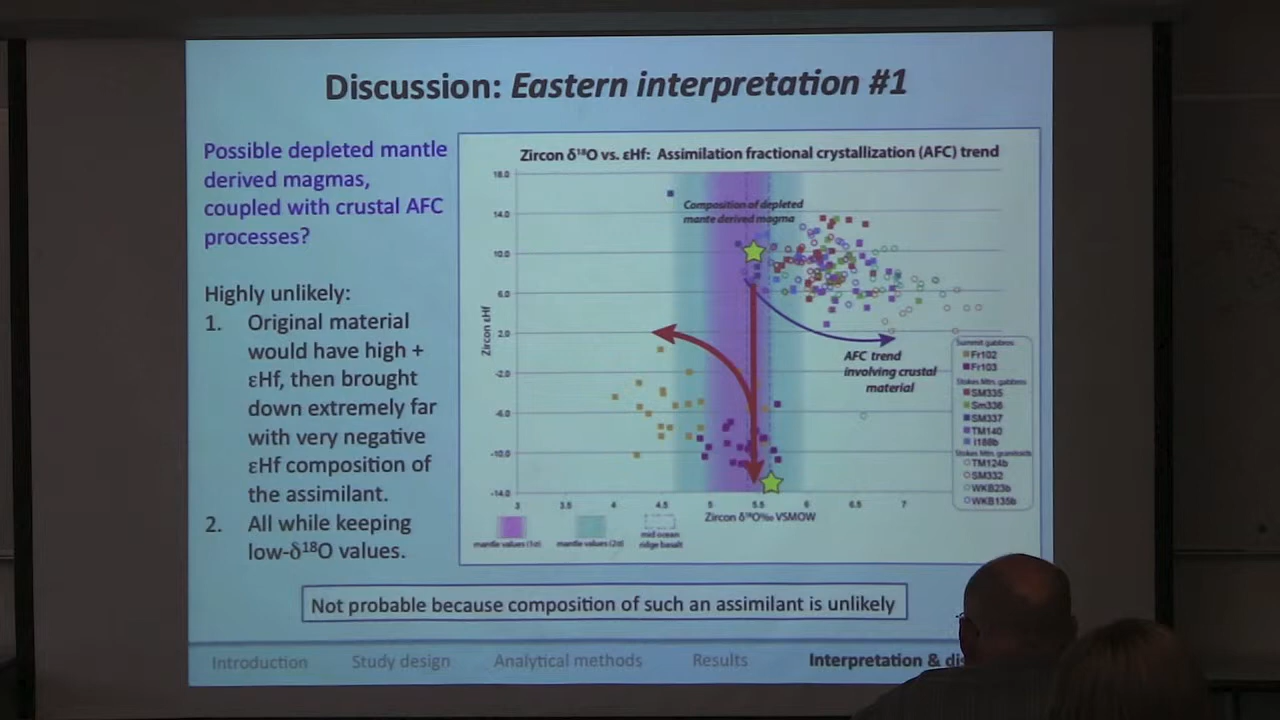 Discussion: Eastern interpretation #1
Possible depleted mantle
derived magmas,
coupled with crustal AFC
processes?
Highly unlikely:
1. Original material
would have high +
εHf, then brought
down extremely far
with very negative
εHf composition of
the assimilant.
2. All while keeping
low-δ¹⁸O values.
Zircon δ¹⁸O vs. εHf: Assimilation fractional crystallization (AFC) trend
18.0
14.0
10.0
6.0
2.0
-2.0
-6.0
-10.0
-14.0
Zircon εHf
Composition of depleted
mante derived magma
AFC trend
involving crustal
material
3 3.5 4 4.5 5 5.5 6 6.5 7
Zircon δ¹⁸O‰ VSMOW
mantle values (1σ)
mantle values (2σ)
mid ocean
ridge basalt
Summit gabbros
Fr102
Fr103
Stokes Mtn. gabbros
SM335
Sm336
SM337
TM140
I188b
Stokes Mtn. granitoids
TM124b
SM332
WKB23b
WKB135b
Not probable because composition of such an assimilant is unlikely
Introduction Study design Analytical methods Results Interpretation & dis